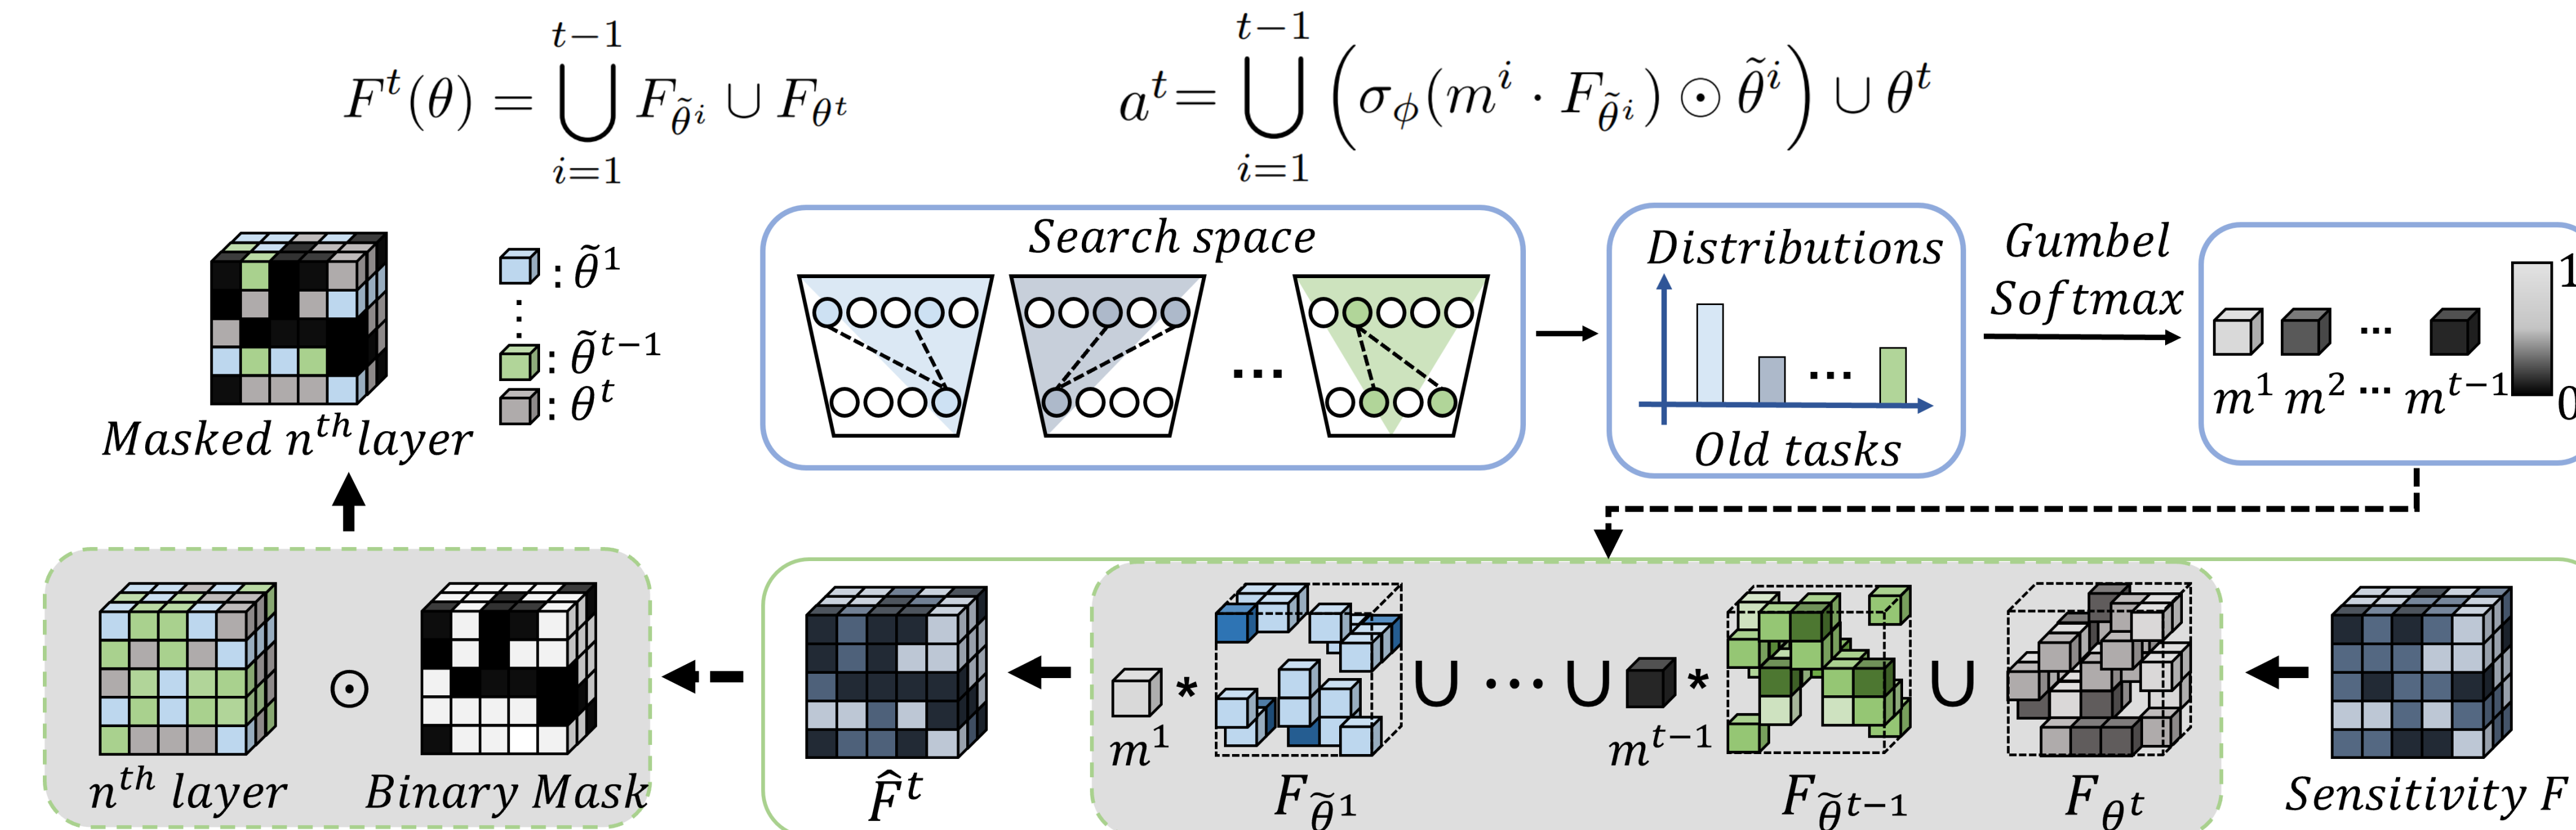 F^t(θ) = ⋃_{i=1}^{t−1} F_{θ̃^i} ∪ F_{θ^t}
a^t = ⋃_{i=1}^{t−1} (σ_ϕ(m^i · F_{θ̃^i}) ⊙ θ̃^i) ∪ θ^t
: θ̃^1
⋮
: θ̃^{t−1}
: θ^t
Masked n^{th} layer
Search space
...
Distributions
...
Old tasks
Gumbel
Softmax
...
m^1 m^2 ... m^{t−1}
1
0
n^{th} layer
⊙
Binary Mask
F̂^t
m^1 * F_{θ̃^1} ∪ ⋯ ∪ m^{t−1} * F_{θ̃^{t−1}} ∪ F_{θ^t}
Sensitivity F